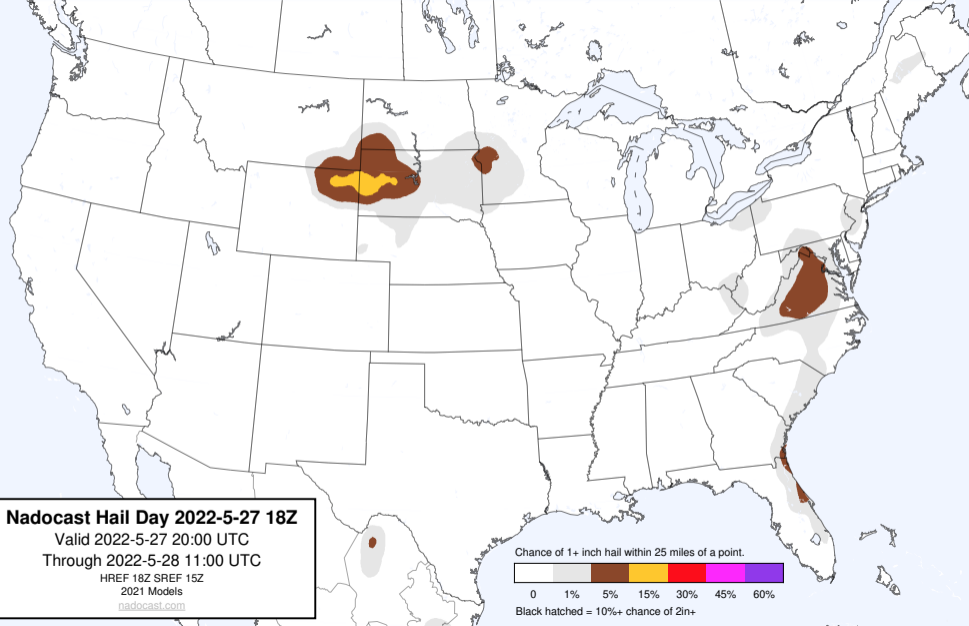 Nadocast Hail Day 2022-5-27 18Z
Valid 2022-5-27 20:00 UTC
Through 2022-5-28 11:00 UTC
HREF 18Z SREF 15Z
2021 Models
nadocast.com
Chance of 1+ inch hail within 25 miles of a point.
0 1% 5% 15% 30% 45% 60%
Black hatched = 10%+ chance of 2in+